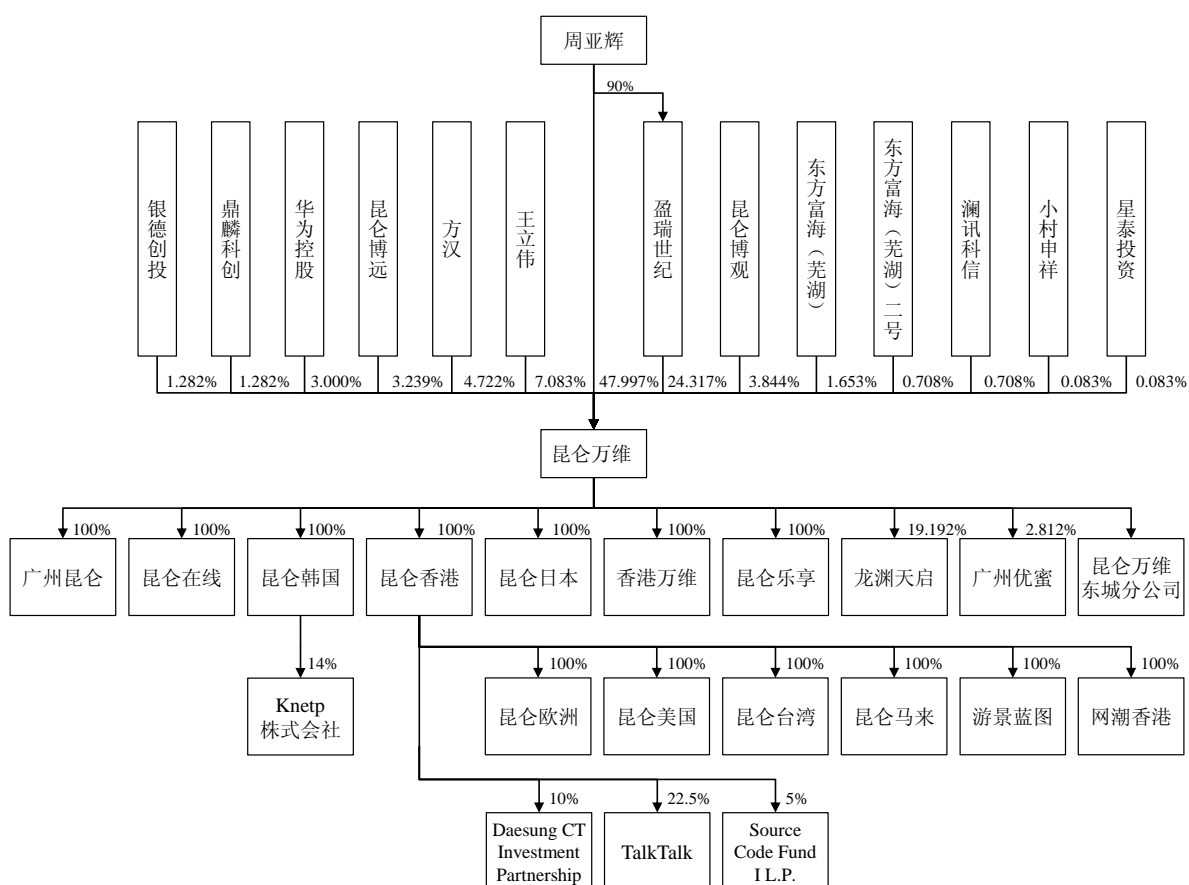 周亚辉
90%
银德创投
鼎麟科创
华为控股
昆仑博远
方汉
王立伟
盈瑞世纪
昆仑博观
东方富海（芜湖）
东方富海（芜湖）二号
澜讯科信
小村申祥
星泰投资
1.282%
1.282%
3.000%
3.239%
4.722%
7.083%
47.997%
24.317%
3.844%
1.653%
0.708%
0.708%
0.083%
0.083%
昆仑万维
100%
100%
100%
100%
100%
100%
100%
19.192%
2.812%
广州昆仑
昆仑在线
昆仑韩国
昆仑香港
昆仑日本
香港万维
昆仑乐享
龙渊天启
广州优蜜
昆仑万维
东城分公司
14%
100%
100%
100%
100%
100%
100%
Knetp
株式会社
昆仑欧洲
昆仑美国
昆仑台湾
昆仑马来
游景蓝图
网潮香港
10%
22.5%
5%
Daesung CT
Investment
Partnership
TalkTalk
Source
Code Fund
I L.P.